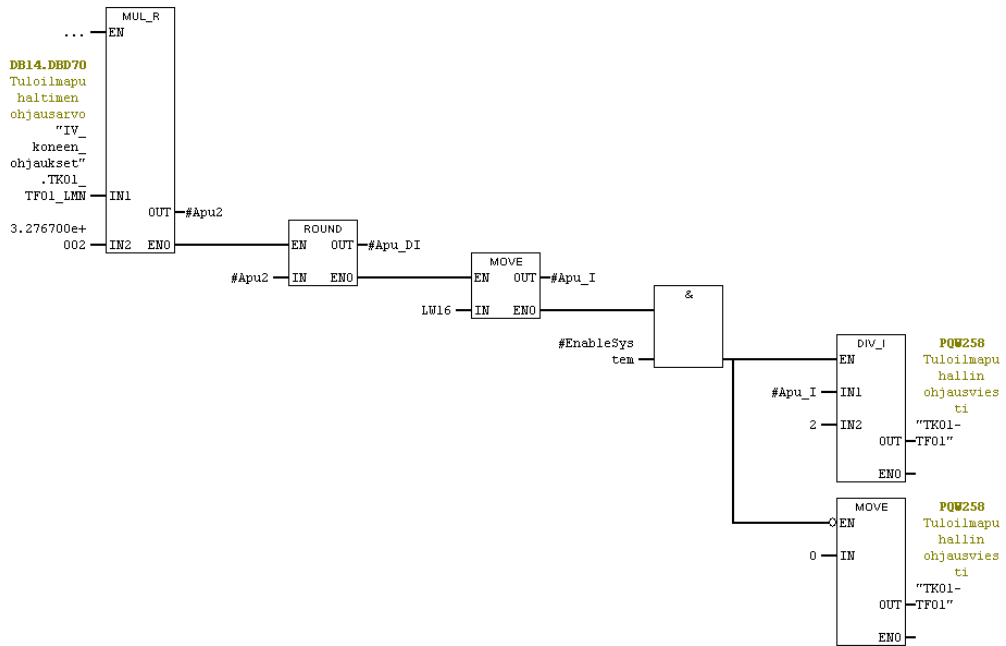 MUL_R
... EN
DB14.DBD70
Tuloilmapu
haltimen
ohjausarvo
"IV_
koneen_
ohjaukset"
.TK01_
TF01_LMN IN1
OUT #Apu2
3.276700e+
002 IN2 ENO
ROUND
EN OUT #Apu_DI
#Apu2 IN ENO
MOVE
EN OUT #Apu_I
LW16 IN ENO
&
#EnableSys
tem
DIV_I
EN
#Apu_I IN1
2 IN2
OUT
ENO
PQW258
Tuloilmapu
hallin
ohjausvies
ti
"TK01-
TF01"
MOVE
EN
0 IN
OUT
ENO
PQW258
Tuloilmapu
hallin
ohjausvies
ti
"TK01-
TF01"